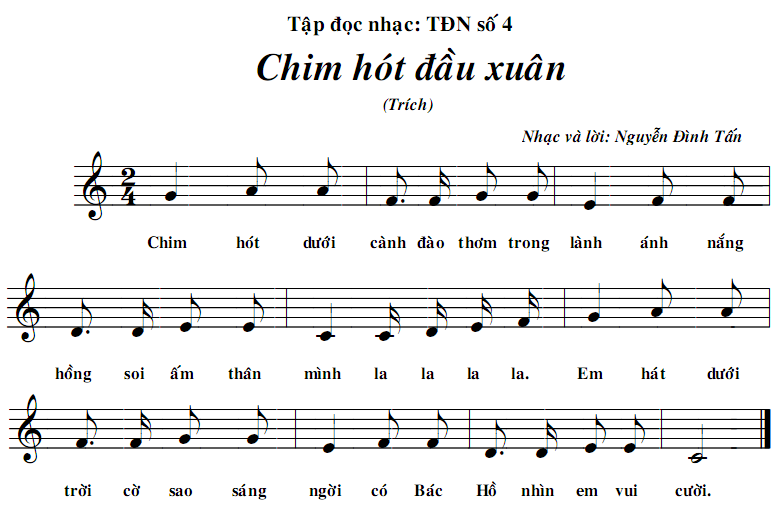 Tập đọc nhạc: TĐN số 4
Chim hót đầu xuân
(Trích)
Nhạc và lời: Nguyễn Đình Tấn
2
4
Chim hót dưới cành đào thơm trong lành ánh nắng
hồng soi ấm thân mình la la la la. Em hát dưới
trời cờ sao sáng ngời có Bác Hồ nhìn em vui cười.